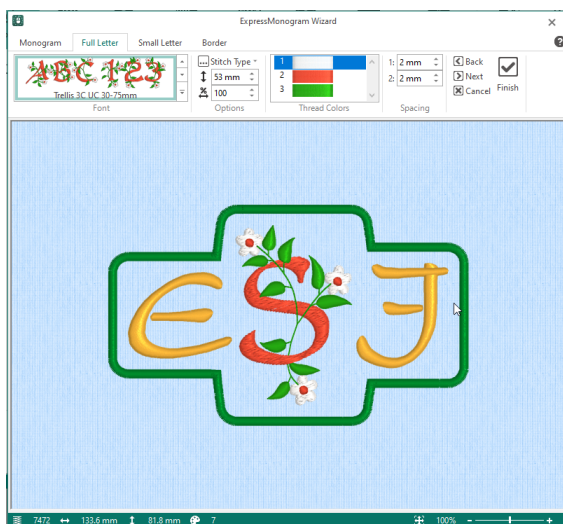 ExpressMonogram Wizard
Monogram Full Letter Small Letter Border
ABC 123
Trellis 3C UC 30-75mm
Font
Stitch Type
53 mm
100
Options
1
2
3
Thread Colors
1: 2 mm
2: 2 mm
Spacing
Back
Next
Cancel
Finish
E S J
7472 133.6 mm 81.8 mm 7 100%